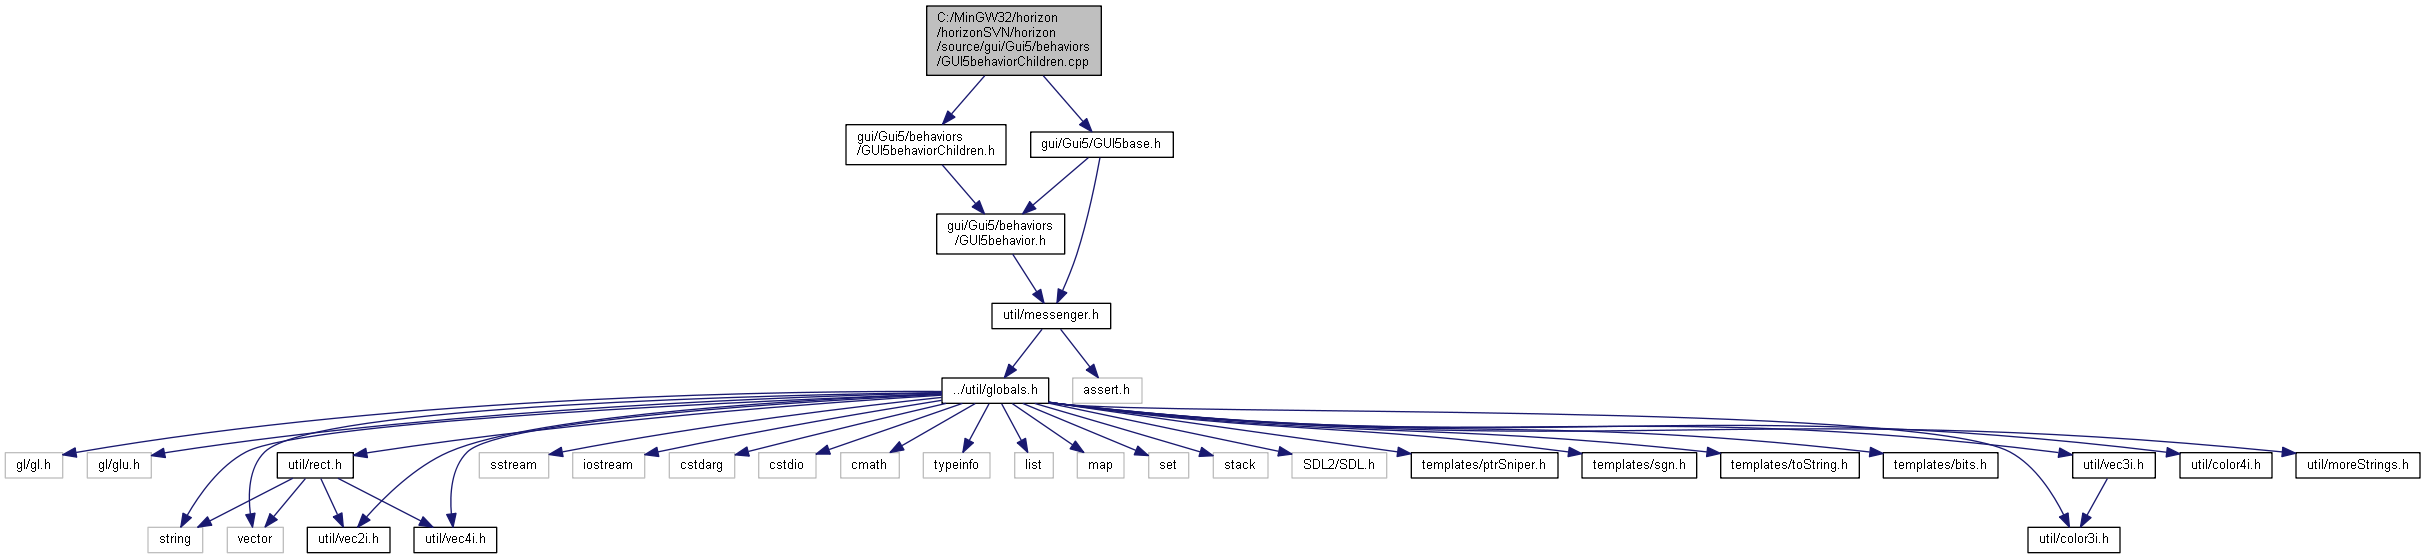 C:/MinGW32/horizon
/horizonSVN/horizon
/source/gui/Gui5/behaviors
/GUI5behaviorChildren.cpp
gui/Gui5/behaviors
/GUI5behaviorChildren.h
gui/Gui5/GUI5base.h
gui/Gui5/behaviors
/GUI5behavior.h
util/messenger.h
../util/globals.h
assert.h
gl/gl.h
gl/glu.h
util/rect.h
sstream
iostream
cstdarg
cstdio
cmath
typeinfo
list
map
set
stack
SDL2/SDL.h
templates/ptrSniper.h
templates/sgn.h
templates/toString.h
templates/bits.h
util/vec3i.h
util/color4i.h
util/moreStrings.h
string
vector
util/vec2i.h
util/vec4i.h
util/color3i.h